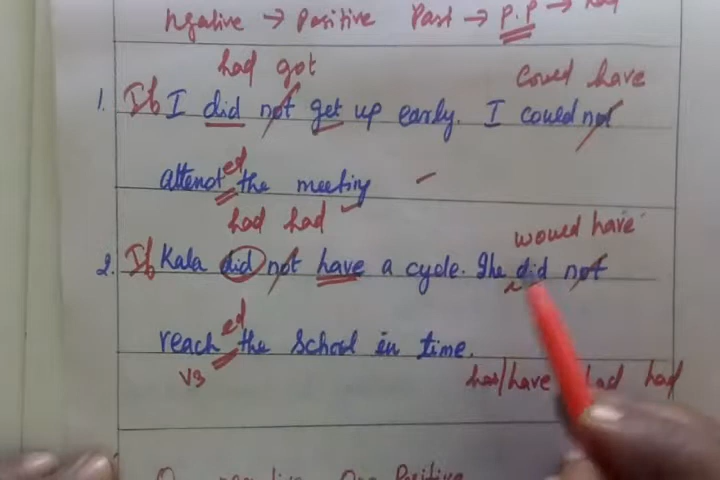 Negative → Positive Past → P.P →
had got could have
1. If I did not get up early. I could not
attend ed the meeting
had had would have
2. If Kala did not have a cycle. She did not
reach ed the school in time.
V3 has/have had had
One Positive